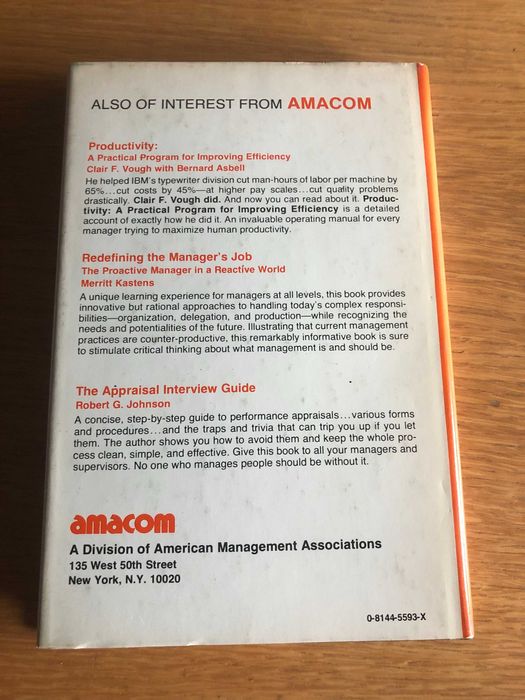 ALSO OF INTEREST FROM AMACOM
Productivity:
A Practical Program for Improving Efficiency
Clair F. Vough with Bernard Asbell
He helped IBM's typewriter division cut man-hours of labor per machine by
65%...cut costs by 45%—at higher pay scales...cut quality problems
drastically. Clair F. Vough did. And now you can read about it. Produc-
tivity: A Practical Program for Improving Efficiency is a detailed
account of exactly how he did it. An invaluable operating manual for every
manager trying to maximize human productivity.
Redefining the Manager's Job
The Proactive Manager in a Reactive World
Merritt Kastens
A unique learning experience for managers at all levels, this book provides
innovative but rational approaches to handling today's complex responsi-
bilities—organization, delegation, and production—while recognizing the
needs and potentialities of the future. Illustrating that current management
practices are counter-productive, this remarkably informative book is sure
to stimulate critical thinking about what management is and should be.
The Appraisal Interview Guide
Robert G. Johnson
A concise, step-by-step guide to performance appraisals...various forms
and procedures...and the traps and trivia that can trip you up if you let
them. The author shows you how to avoid them and keep the whole pro-
cess clean, simple, and effective. Give this book to all your managers and
supervisors. No one who manages people should be without it.
amacom
A Division of American Management Associations
135 West 50th Street
New York, N.Y. 10020
0-8144-5593-X